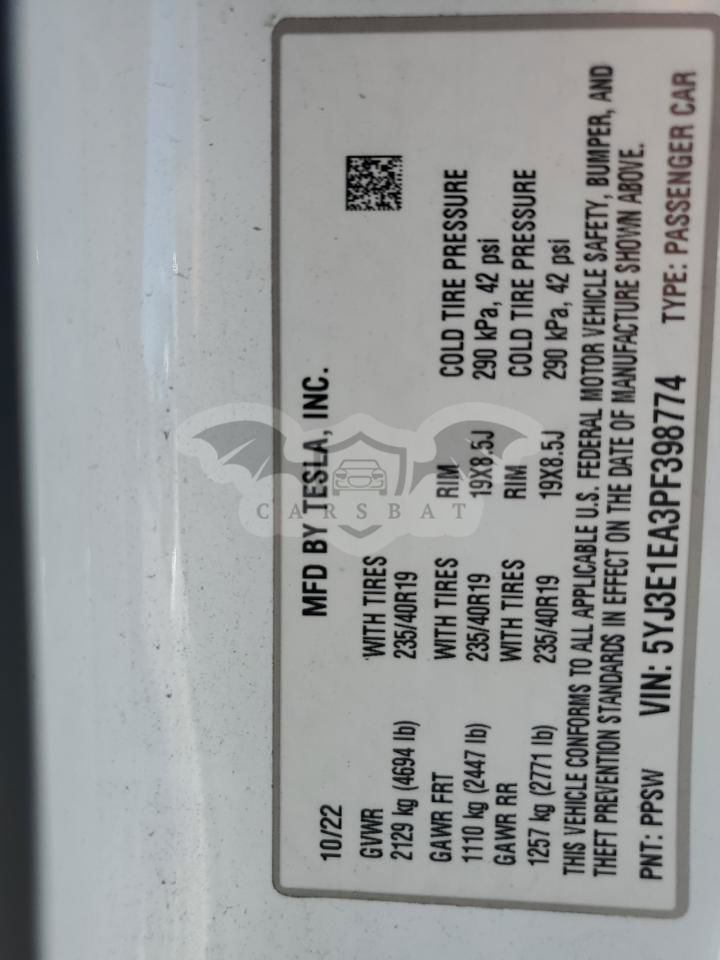 MFD BY TESLA, INC.
10/22
GVWR WITH TIRES
2129 kg (4694 lb) 235/40R19
GAWR FRT WITH TIRES RIM COLD TIRE PRESSURE
1110 kg (2447 lb) 235/40R19 19X8.5J 290 kPa, 42 psi
GAWR RR WITH TIRES RIM COLD TIRE PRESSURE
1257 kg (2771 lb) 235/40R19 19X8.5J 290 kPa, 42 psi
THIS VEHICLE CONFORMS TO ALL APPLICABLE U.S. FEDERAL MOTOR VEHICLE SAFETY, BUMPER, AND
THEFT PREVENTION STANDARDS IN EFFECT ON THE DATE OF MANUFACTURE SHOWN ABOVE.
PNT: PPSW VIN: 5YJ3E1EA3PF398774 TYPE: PASSENGER CAR
CARSBAT